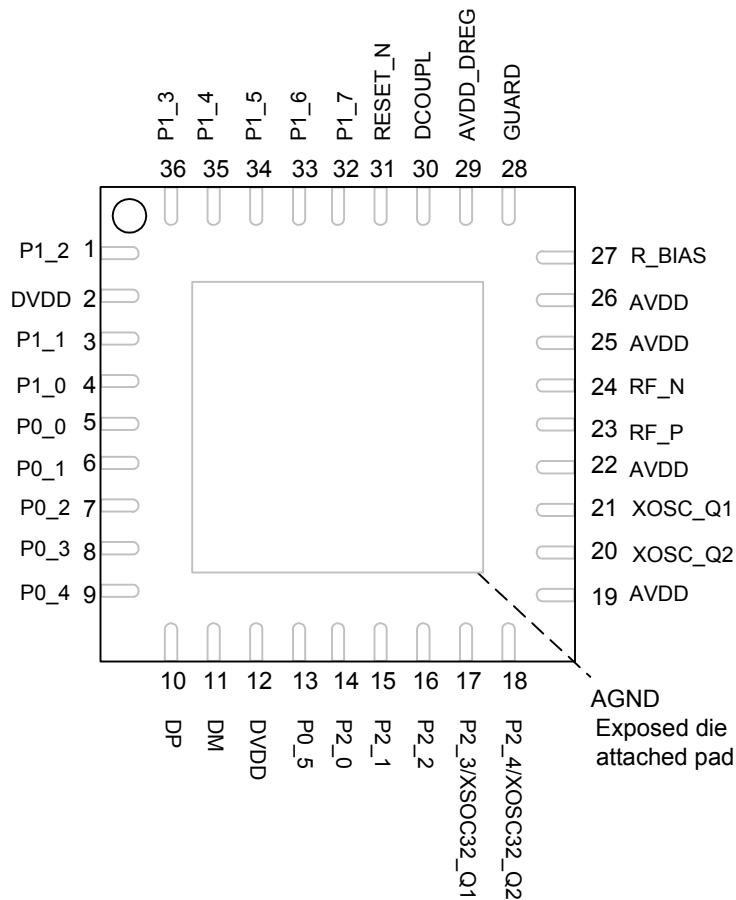 P1_3
P1_4
P1_5
P1_6
P1_7
RESET_N
DCOUPL
AVDD_DREG
GUARD
36 35 34 33 32 31 30 29 28
P1_2 1
DVDD 2
P1_1 3
P1_0 4
P0_0 5
P0_1 6
P0_2 7
P0_3 8
P0_4 9
27 R_BIAS
26 AVDD
25 AVDD
24 RF_N
23 RF_P
22 AVDD
21 XOSC_Q1
20 XOSC_Q2
19 AVDD
10 11 12 13 14 15 16 17 18
DP
DM
DVDD
P0_5
P2_0
P2_1
P2_2
P2_3/XSOC32_Q1
P2_4/XOSC32_Q2
AGND
Exposed die
attached pad